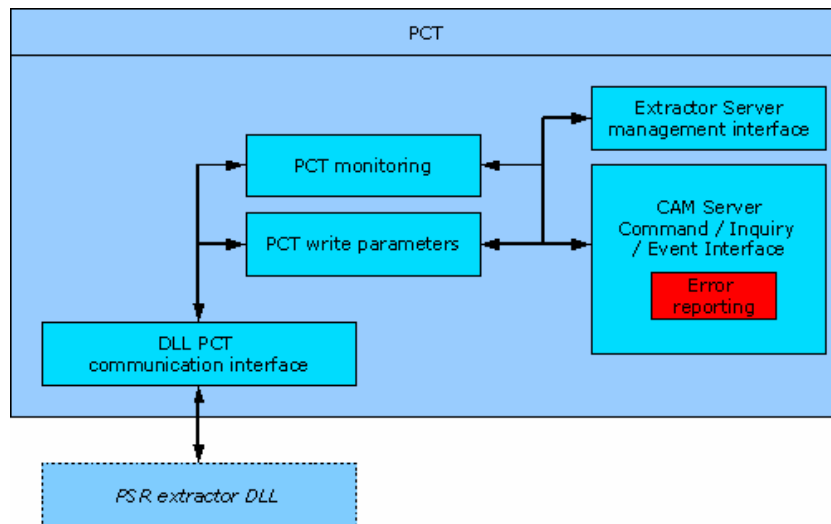 PCT
Extractor Server
management interface
PCT monitoring
CAM Server
Command / Inquiry
/ Event Interface
PCT write parameters
Error
reporting
DLL PCT
communication interface
PSR extractor DLL